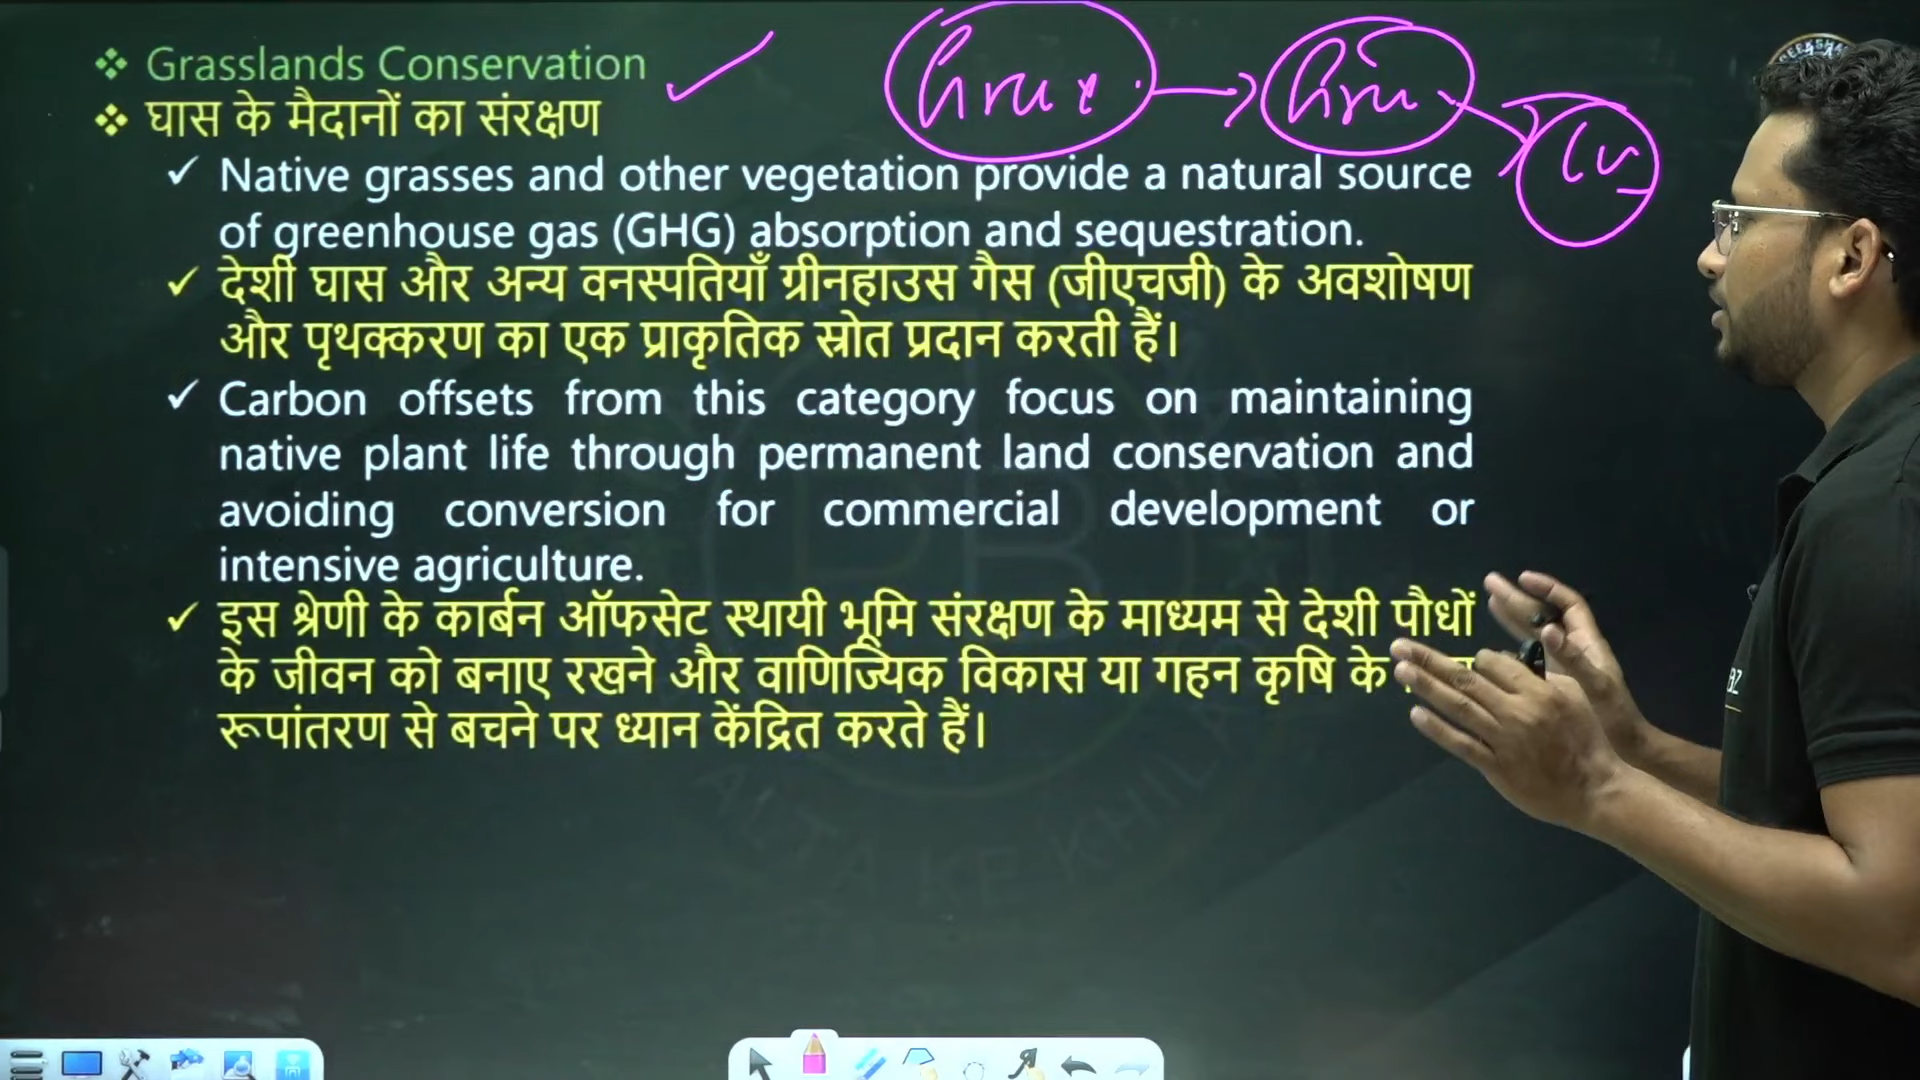 Grasslands Conservation
घास के मैदानों का संरक्षण
Native grasses and other vegetation provide a natural source
of greenhouse gas (GHG) absorption and sequestration.
देशी घास और अन्य वनस्पतियाँ ग्रीनहाउस गैस (जीएचजी) के अवशोषण
और पृथक्करण का एक प्राकृतिक स्रोत प्रदान करती हैं।
Carbon offsets from this category focus on maintaining
native plant life through permanent land conservation and
avoiding conversion for commercial development or
intensive agriculture.
इस श्रेणी के कार्बन ऑफसेट स्थायी भूमि संरक्षण के माध्यम से देशी पौधों
के जीवन को बनाए रखने और वाणिज्यिक विकास या गहन कृषि के
रूपांतरण से बचने पर ध्यान केंद्रित करते हैं।